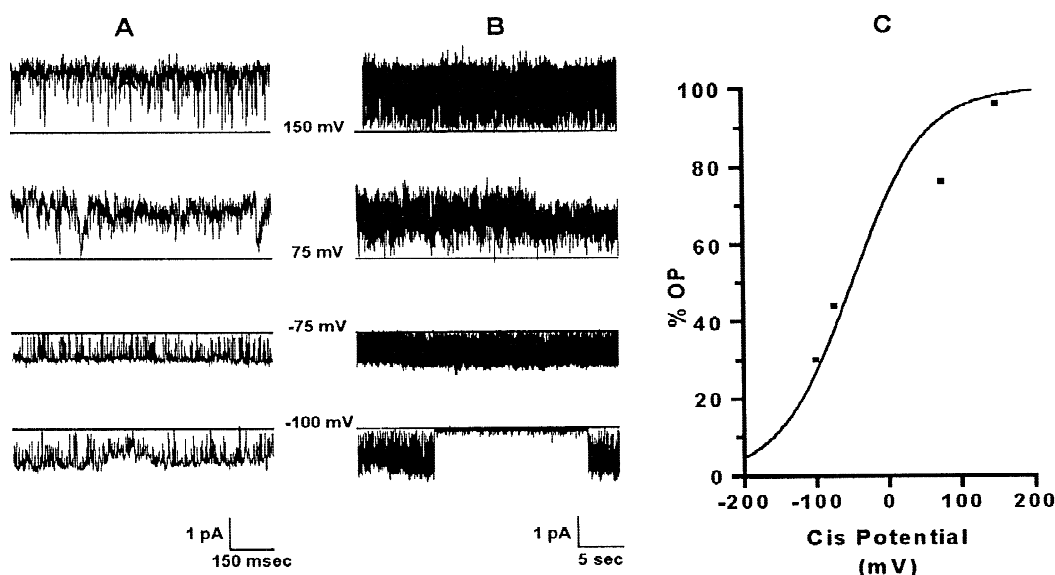 A
B
C
150 mV
75 mV
-75 mV
-100 mV
1 pA
150 msec
1 pA
5 sec
100
80
60
40
20
0
% OP
-200 -100 0 100 200
Cis Potential
(mV)